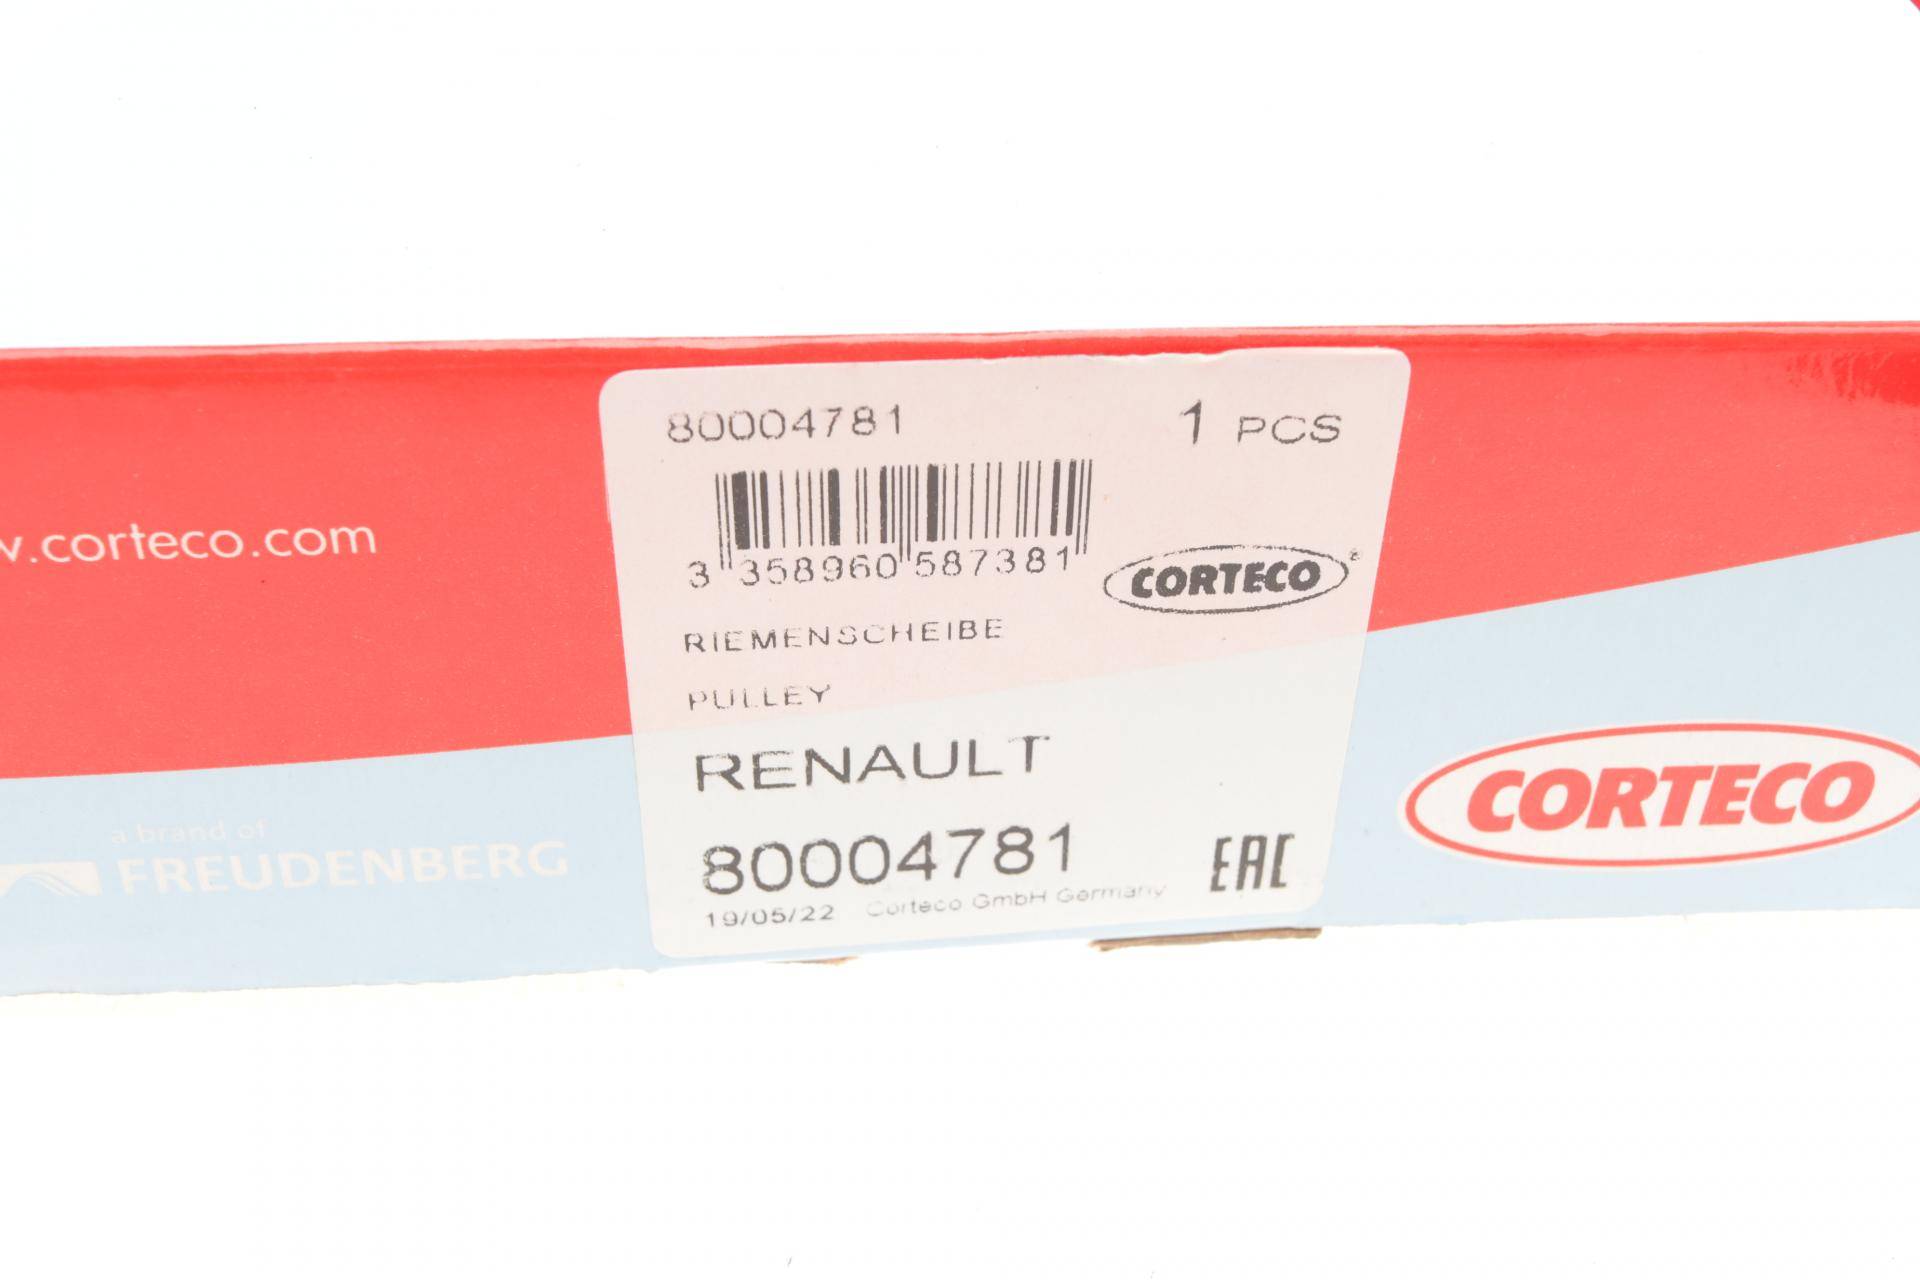 80004781 1 PCS
3 358960 587381
CORTECO®
RIEMENSCHEIBE
PULLEY
RENAULT
80004781
EAC
19/05/22 Corteco GmbH Germany
.corteco.com
a brand of
FREUDENBERG
CORTECO